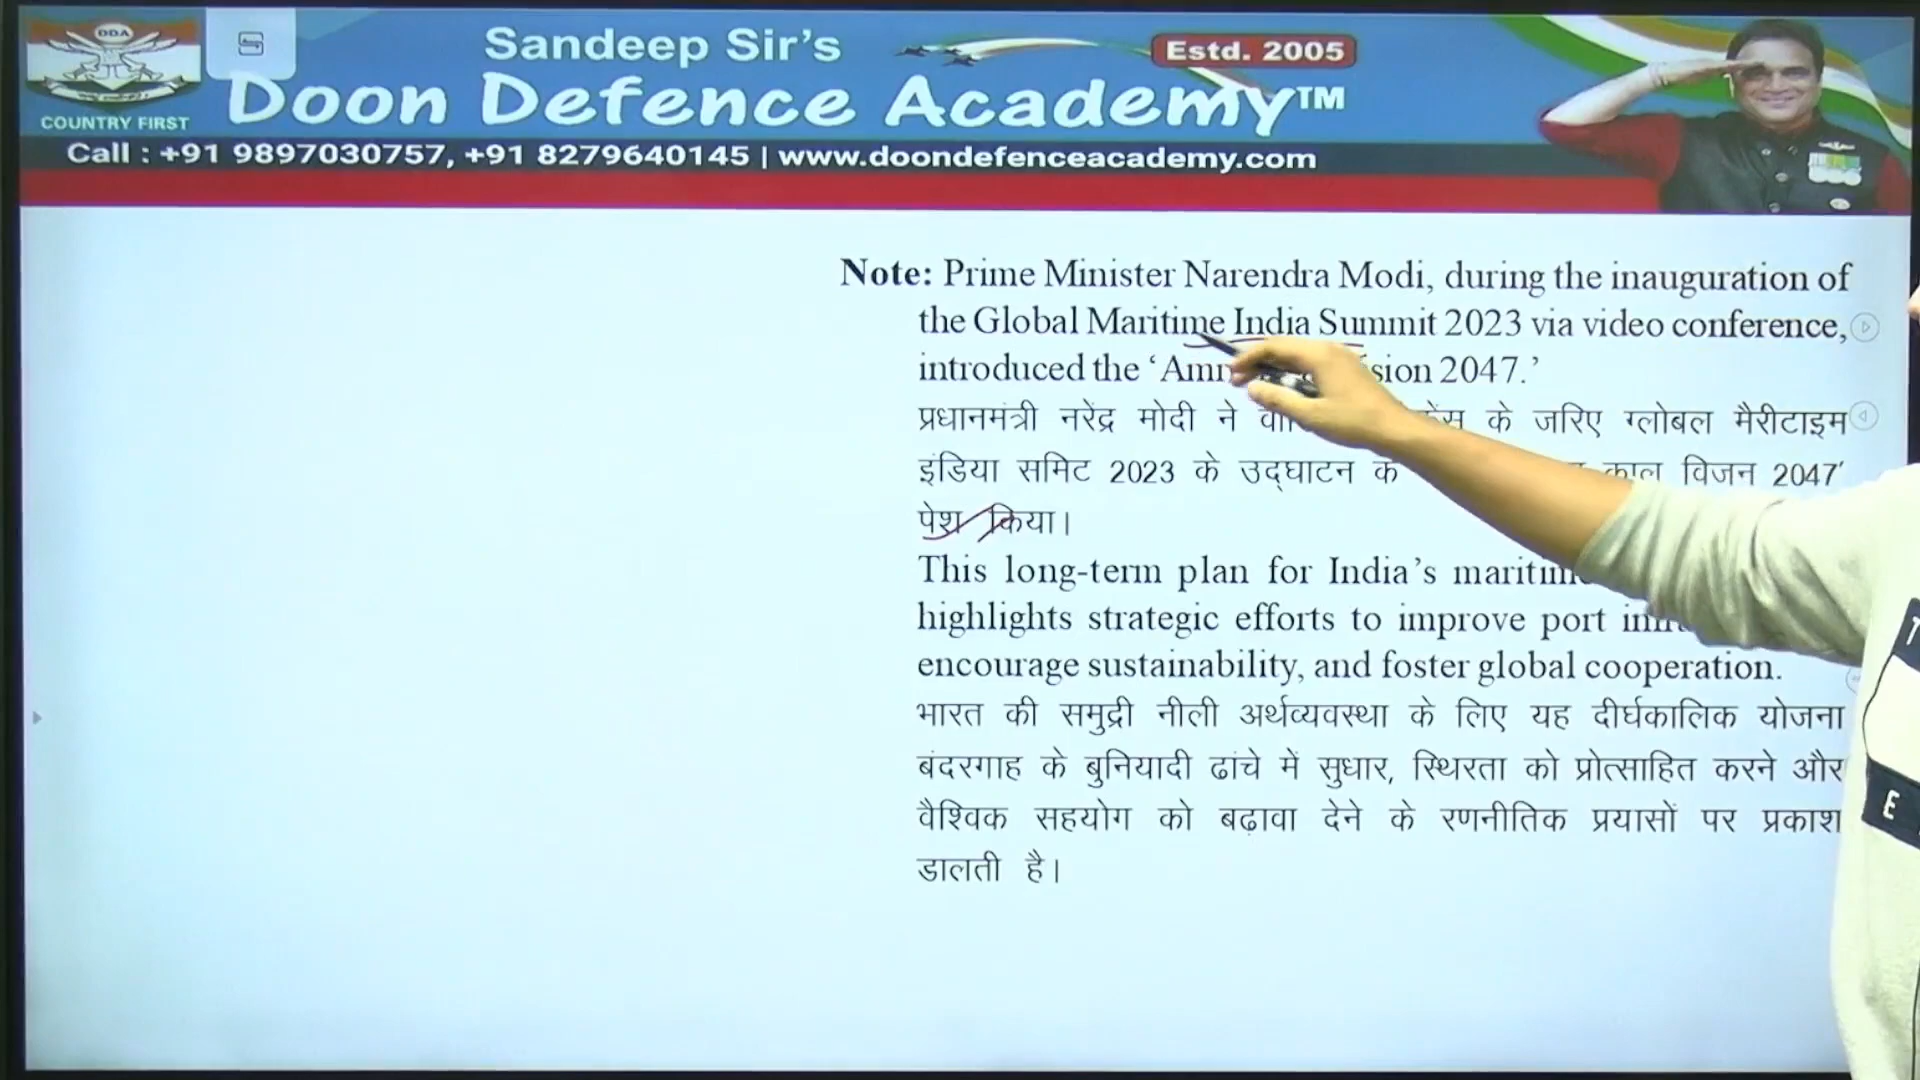 DDA
COUNTRY FIRST
Sandeep Sir's
Estd. 2005
Doon Defence Academy™
Call : +91 9897030757, +91 8279640145 | www.doondefenceacademy.com
Note: Prime Minister Narendra Modi, during the inauguration of
the Global Maritime India Summit 2023 via video conference,
introduced the 2047.'
प्रधानमंत्री नरेंद्र मोदी ने के जरिए ग्लोबल मैरीटाइम
इंडिया समिट 2023 के उद्घाटन काल विजन 2047'
पेश किया।
This long-term plan for India's
highlights strategic efforts to improve port
encourage sustainability, and foster global cooperation.
भारत की समुद्री नीली अर्थव्यवस्था के लिए यह दीर्घकालिक योजना
बंदरगाह के बुनियादी ढांचे में सुधार, स्थिरता को प्रोत्साहित करने और
वैश्विक सहयोग को बढ़ावा देने के रणनीतिक प्रयासों पर प्रकाश
डालती है।